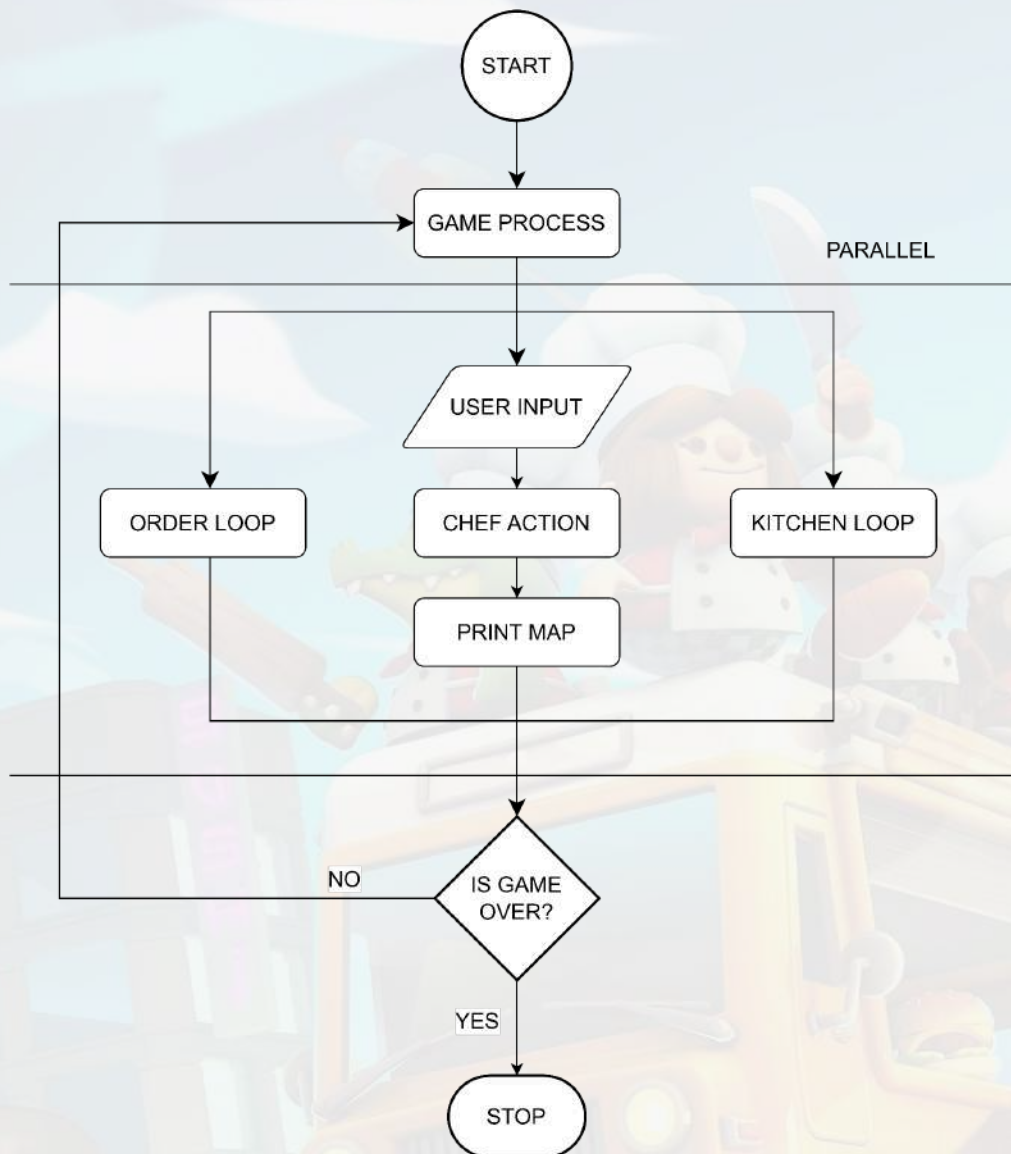 START
GAME PROCESS
PARALLEL
USER INPUT
ORDER LOOP
CHEF ACTION
KITCHEN LOOP
PRINT MAP
NO
IS GAME
OVER?
YES
STOP